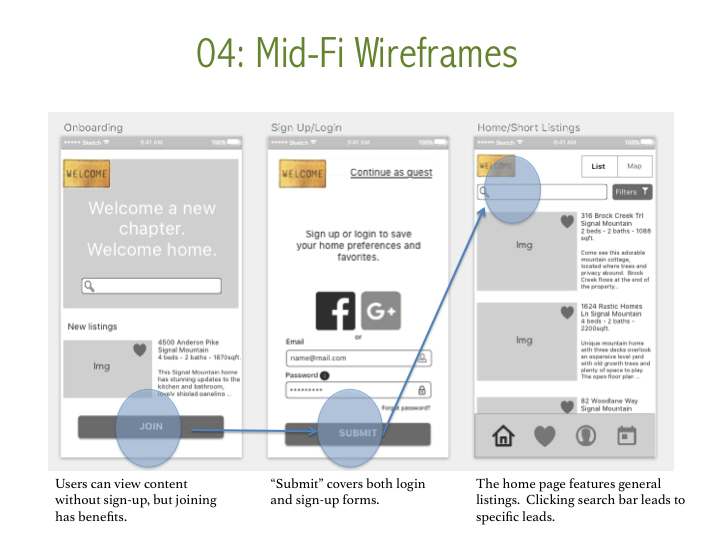 04: Mid-Fi Wireframes
Onboarding
Sketch
9:41 AM
100%
WELCOME
Welcome a new
chapter.
Welcome home.
New listings
Img
4500 Anderon Pike
Signal Mountain
4 beds - 2 baths - 1870sqft.
This Signal Mountain home
has stunning updates to the
kitchen and bathroom,
lovely shiplad paneling ...
JOIN
Users can view content
without sign-up, but joining
has benefits.
Sign Up/Login
Sketch
9:41 AM
100%
WELCOME
Continue as guest
Sign up or login to save
your home preferences and
favorites.
f
G+
or
Email
name@mail.com
Password
*********
Forgot password?
SUBMIT
“Submit” covers both login
and sign-up forms.
Home/Short Listings
Sketch
9:41 AM
100%
WELCOME
List
Map
Filters
Img
316 Brock Creek Trl
Signal Mountain
2 beds - 2 baths - 1088
sqft.
Come see this adorable
mountain cottage,
located where trees and
privacy abound. Brock
Creek flows at the end of
the property...
Img
1624 Rustic Homes
Ln Signal Mountain
4 beds - 2 baths -
2200sqft.
Unique mountain home
with three decks overlook
an expansive level yard
with old growth trees and
plenty of space to play.
The open floor plan ...
82 Woodlane Way
Signal Mountain
The home page features general
listings. Clicking search bar leads to
specific leads.